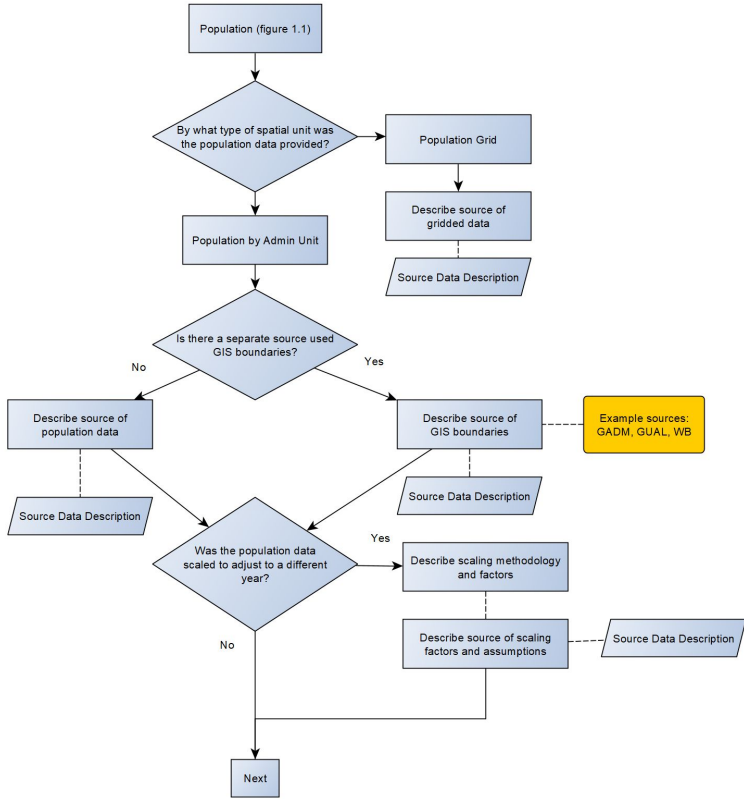 Population (figure 1.1)
By what type of spatial unit was
the population data provided?
Population Grid
Describe source of
gridded data
Population by Admin Unit
Source Data Description
Is there a separate source used
GIS boundaries?
No
Yes
Describe source of
population data
Describe source of
GIS boundaries
Example sources:
GADM, GUAL, WB
Source Data Description
Source Data Description
Was the population data
scaled to adjust to a different
year?
Yes
Describe scaling methodology
and factors
No
Describe source of scaling
factors and assumptions
Source Data Description
Next